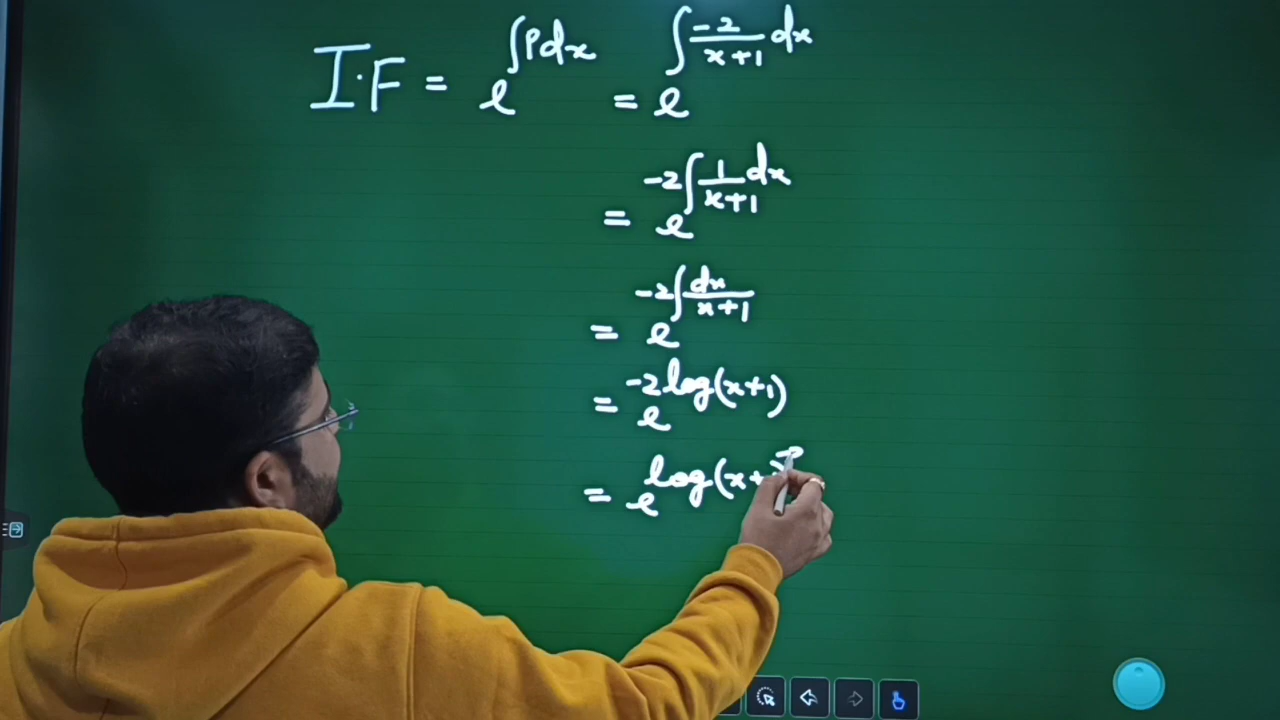 I.F = e^∫Pdx = e^∫-2/x+1 dx
= e^-2∫1/x+1 dx
= e^-2∫dx/x+1
= e^-2log(x+1)
= e^log(x+